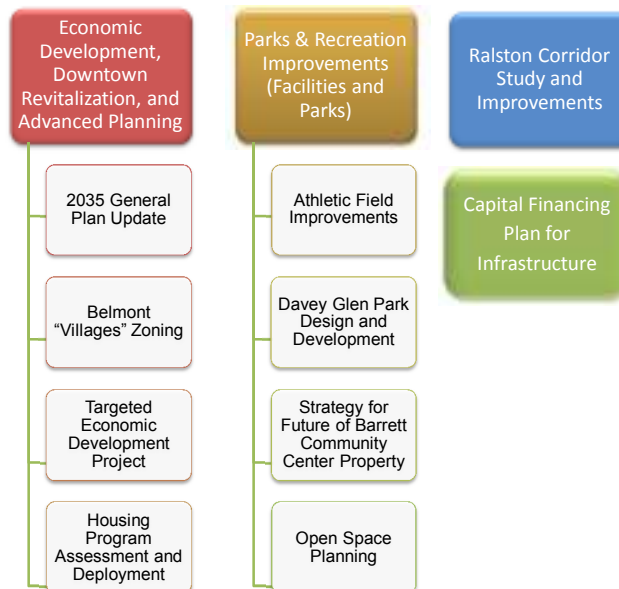 Economic
Development,
Downtown
Revitalization, and
Advanced Planning
2035 General
Plan Update
Belmont
“Villages” Zoning
Targeted
Economic
Development
Project
Housing
Program
Assessment and
Deployment
Parks & Recreation
Improvements
(Facilities and
Parks)
Athletic Field
Improvements
Davey Glen Park
Design and
Development
Strategy for
Future of Barrett
Community
Center Property
Open Space
Planning
Ralston Corridor
Study and
Improvements
Capital Financing
Plan for
Infrastructure